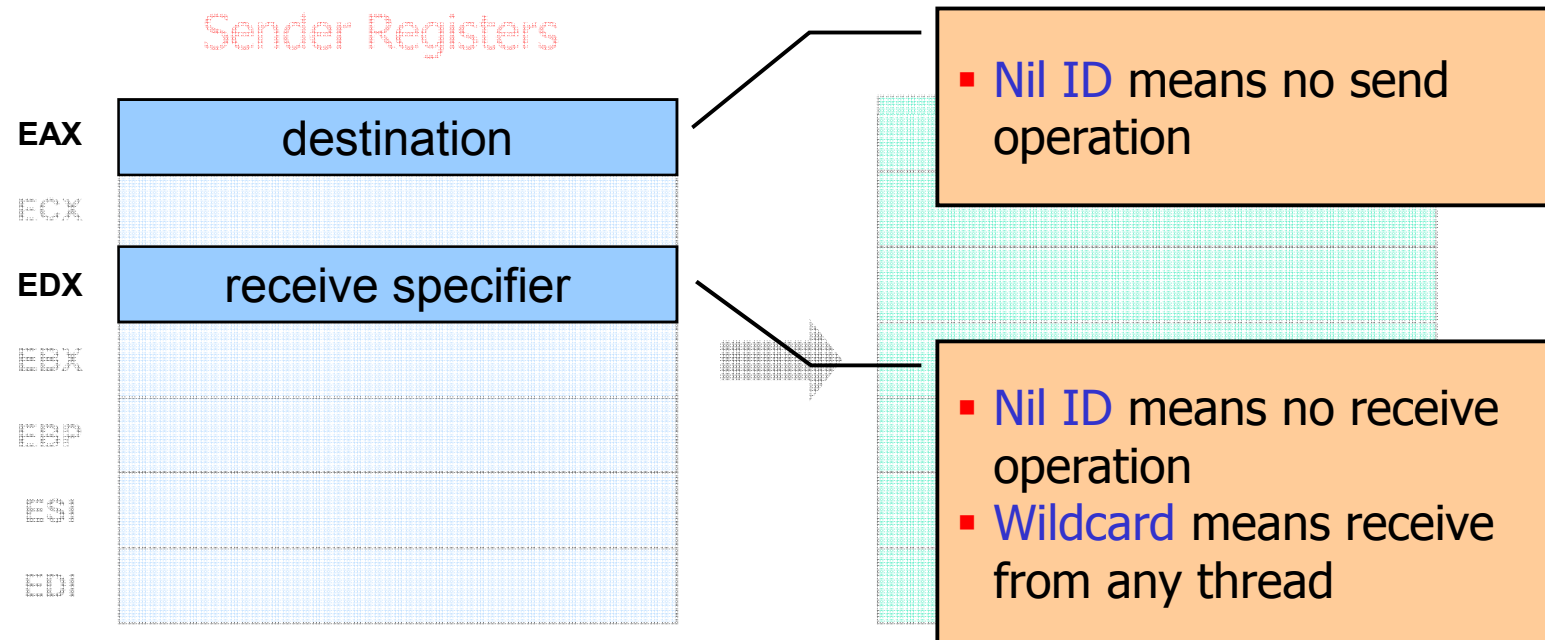 Sender Registers
EAX
destination
ECX
EDX
receive specifier
EBX
EBP
ESI
EDI
▪ Nil ID means no send
operation
▪ Nil ID means no receive
operation
▪ Wildcard means receive
from any thread